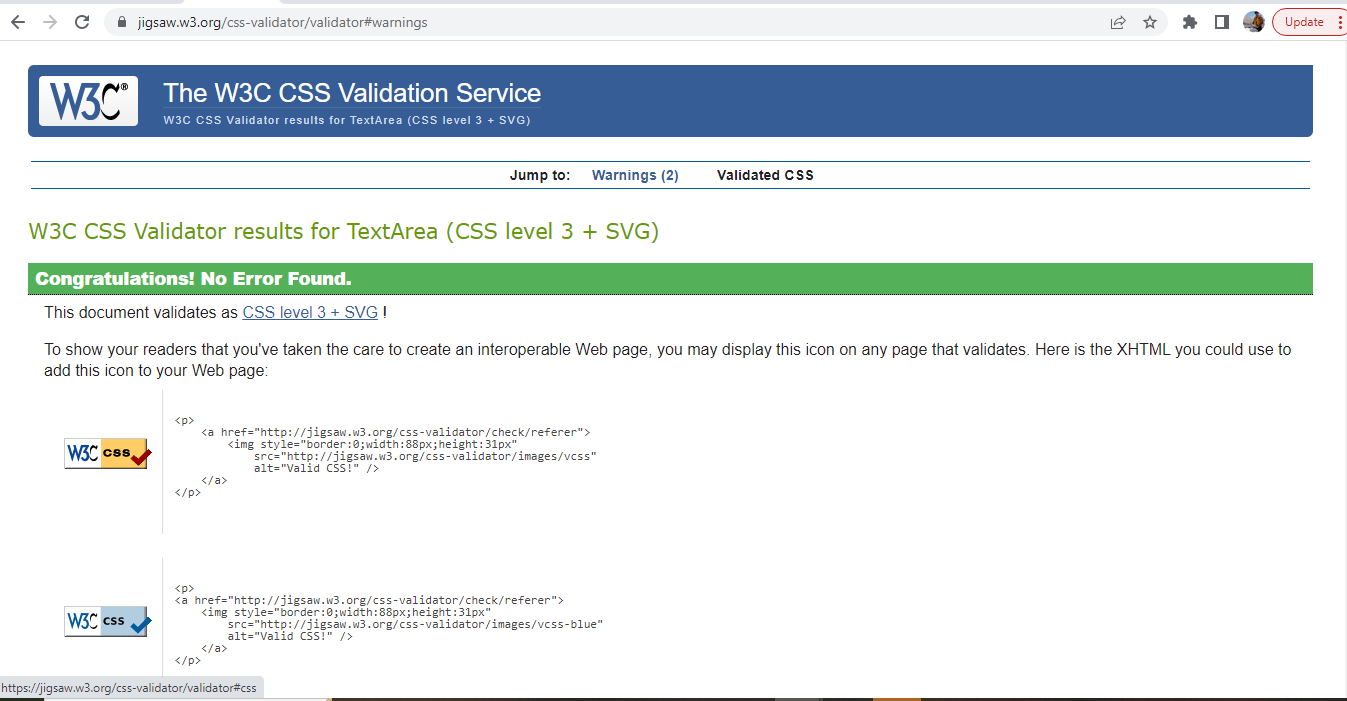 jigsaw.w3.org/css-validator/validator#warnings
Update
W3C®
The W3C CSS Validation Service
W3C CSS Validator results for TextArea (CSS level 3 + SVG)
Jump to: Warnings (2) Validated CSS
W3C CSS Validator results for TextArea (CSS level 3 + SVG)
Congratulations! No Error Found.
This document validates as CSS level 3 + SVG !
To show your readers that you've taken the care to create an interoperable Web page, you may display this icon on any page that validates. Here is the XHTML you could use to
add this icon to your Web page:
W3C css
<p>
<a href="http://jigsaw.w3.org/css-validator/check/referer">
<img style="border:0;width:88px;height:31px"
src="http://jigsaw.w3.org/css-validator/images/vcss"
alt="Valid CSS!" />
</a>
</p>
W3C css
<p>
<a href="http://jigsaw.w3.org/css-validator/check/referer">
<img style="border:0;width:88px;height:31px"
src="http://jigsaw.w3.org/css-validator/images/vcss-blue"
alt="Valid CSS!" />
</a>
</p>
https://jigsaw.w3.org/css-validator/validator#css